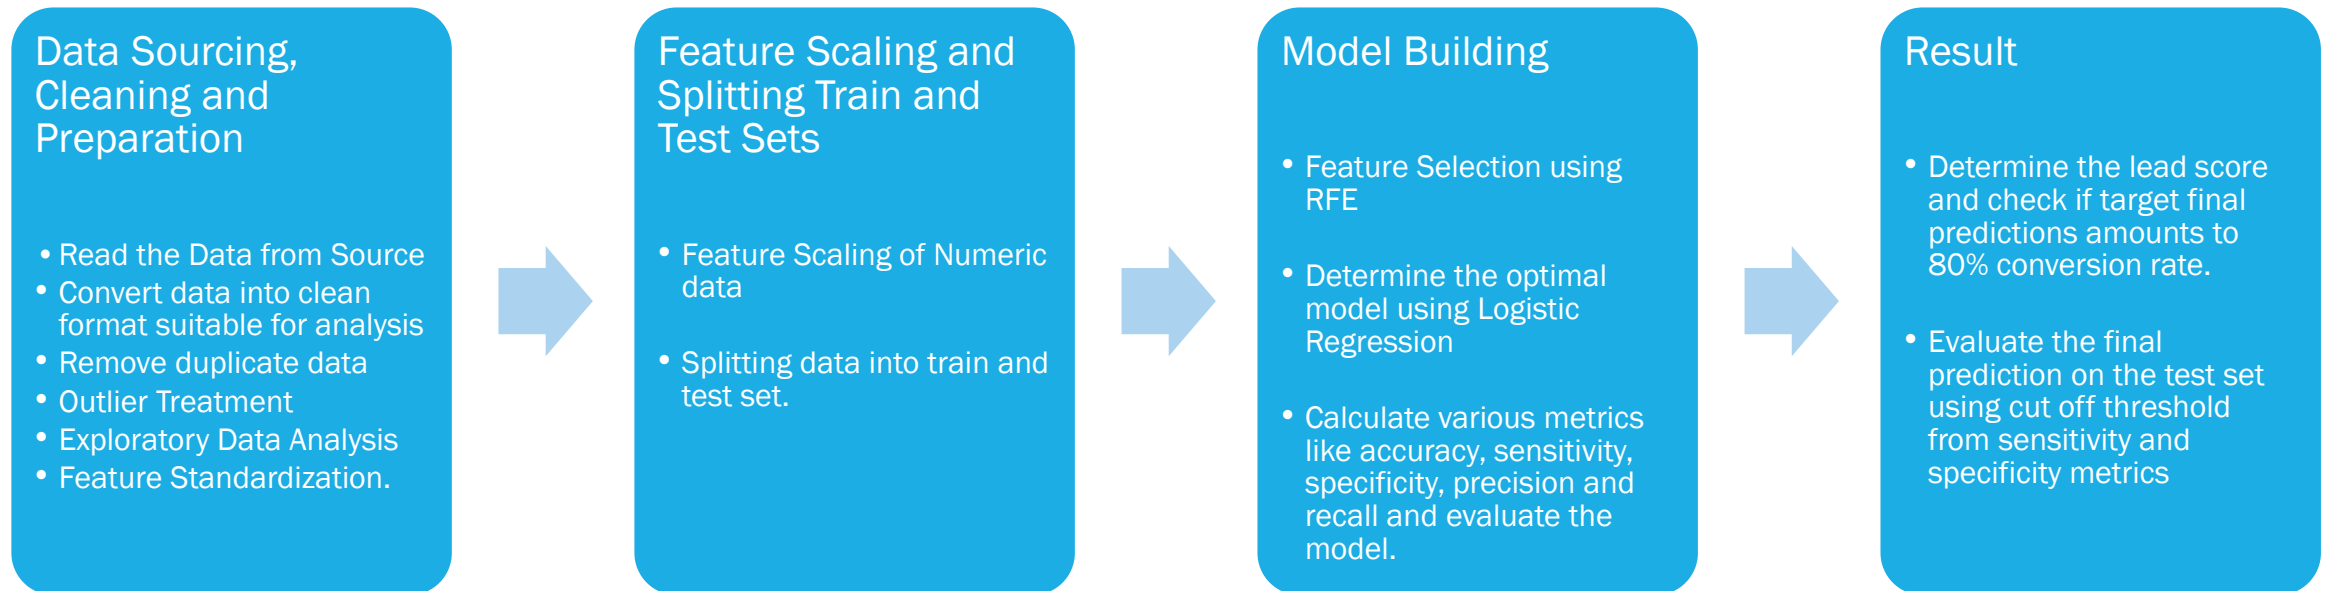 Data Sourcing,
Cleaning and
Preparation
• Read the Data from Source
• Convert data into clean
format suitable for analysis
• Remove duplicate data
• Outlier Treatment
• Exploratory Data Analysis
• Feature Standardization.
Feature Scaling and
Splitting Train and
Test Sets
• Feature Scaling of Numeric
data
• Splitting data into train and
test set.
Model Building
• Feature Selection using
RFE
• Determine the optimal
model using Logistic
Regression
• Calculate various metrics
like accuracy, sensitivity,
specificity, precision and
recall and evaluate the
model.
Result
• Determine the lead score
and check if target final
predictions amounts to
80% conversion rate.
• Evaluate the final
prediction on the test set
using cut off threshold
from sensitivity and
specificity metrics